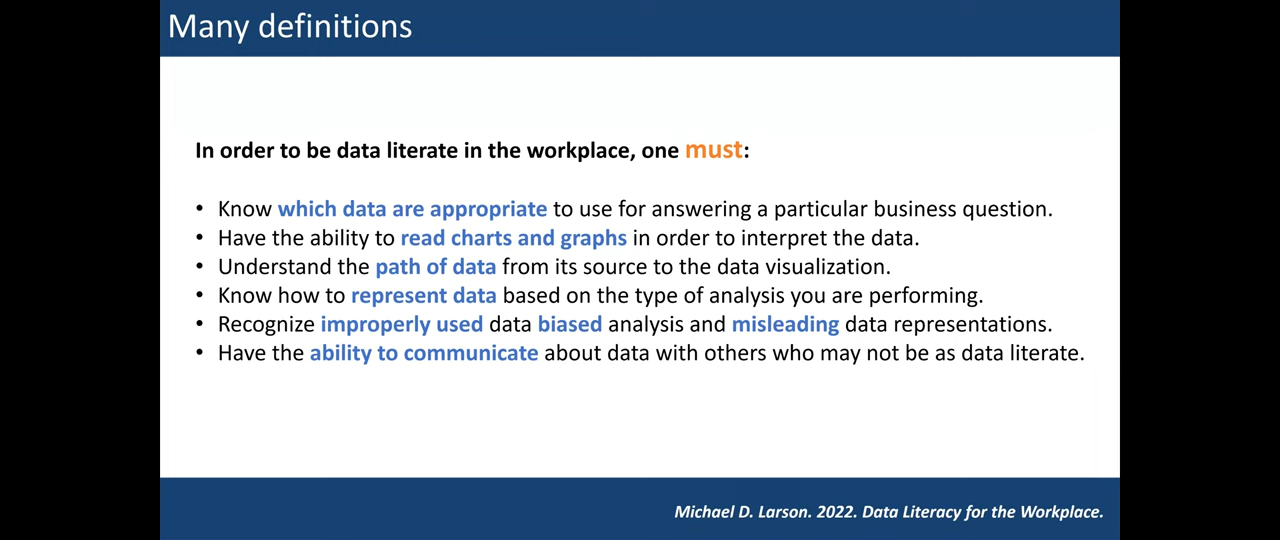 Many definitions
In order to be data literate in the workplace, one must:
• Know which data are appropriate to use for answering a particular business question.
• Have the ability to read charts and graphs in order to interpret the data.
• Understand the path of data from its source to the data visualization.
• Know how to represent data based on the type of analysis you are performing.
• Recognize improperly used data biased analysis and misleading data representations.
• Have the ability to communicate about data with others who may not be as data literate.
Michael D. Larson. 2022. Data Literacy for the Workplace.